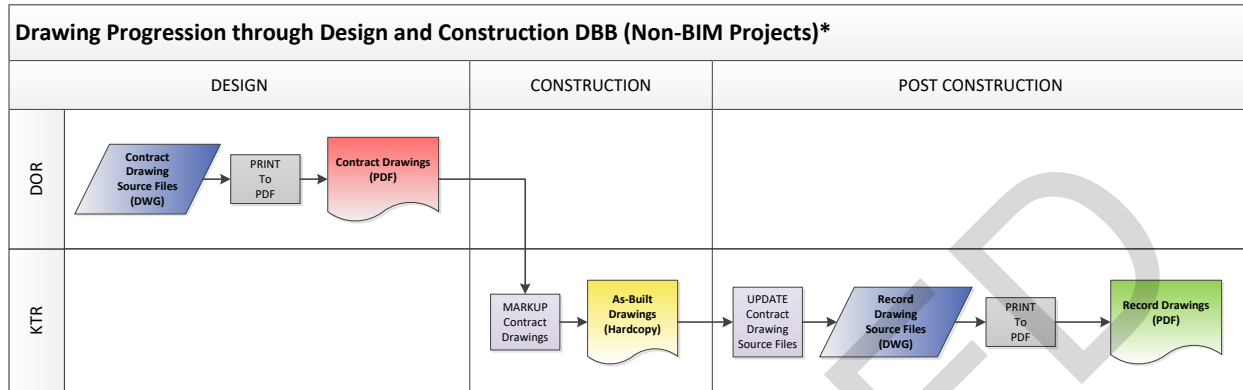 Drawing Progression through Design and Construction DBB (Non-BIM Projects)*
DESIGN
CONSTRUCTION
POST CONSTRUCTION
DOR
Contract
Drawing
Source Files
(DWG)
PRINT
To
PDF
Contract Drawings
(PDF)
KTR
MARKUP
Contract
Drawings
As-Built
Drawings
(Hardcopy)
UPDATE
Contract
Drawing
Source Files
Record
Drawing
Source Files
(DWG)
PRINT
To
PDF
Record Drawings
(PDF)
ED